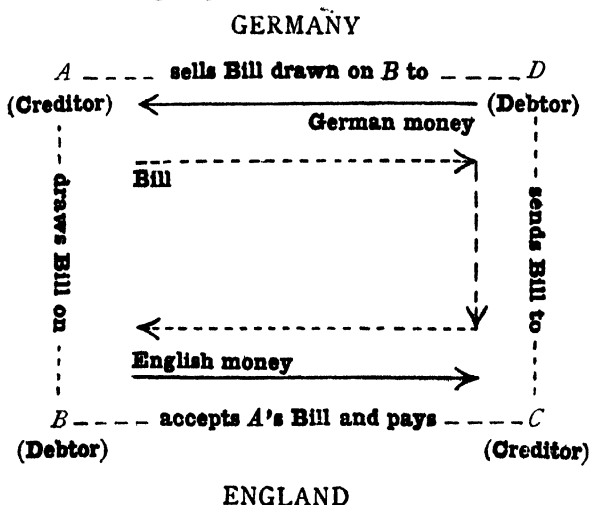 GERMANY
A sells Bill drawn on B to D
(Creditor) (Debtor)
German money
Bill
draws Bill on
sends Bill to
English money
B accepts A's Bill and pays C
(Debtor) (Creditor)
ENGLAND